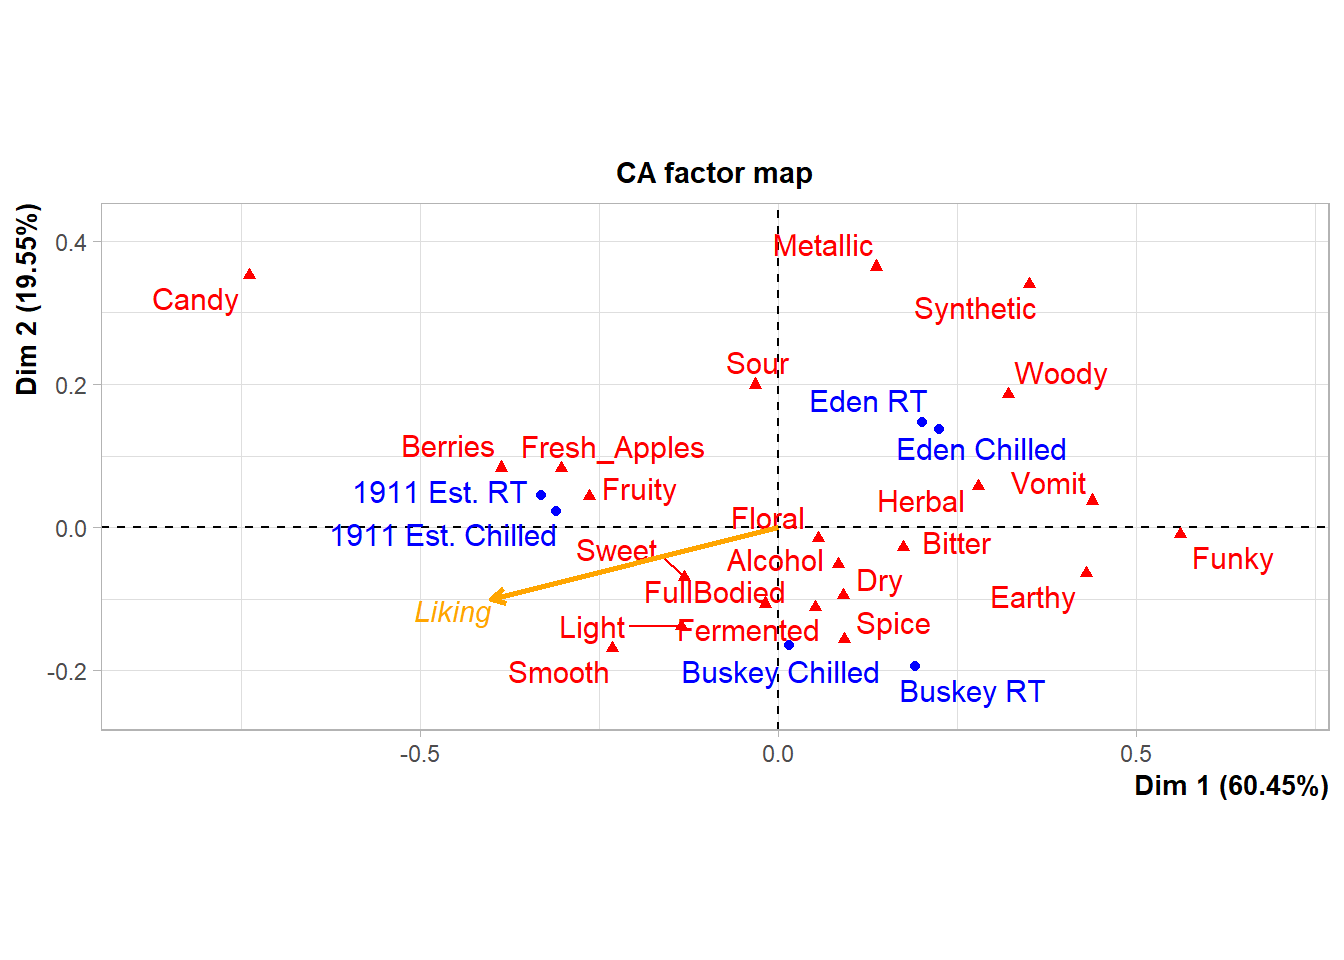 CA factor map
Dim 2 (19.55%)
0.4
0.2
0.0
-0.2
Metallic
Candy
Synthetic
Sour
Woody
Eden RT
Berries
Fresh_Apples
Eden Chilled
1911 Est. RT
Fruity
Vomit
Herbal
Floral
1911 Est. Chilled
Sweet
Alcohol
Bitter
Funky
Dry
FullBodied
Earthy
Liking
Light
Fermented
Spice
Smooth
Buskey Chilled
Buskey RT
-0.5
0.0
0.5
Dim 1 (60.45%)